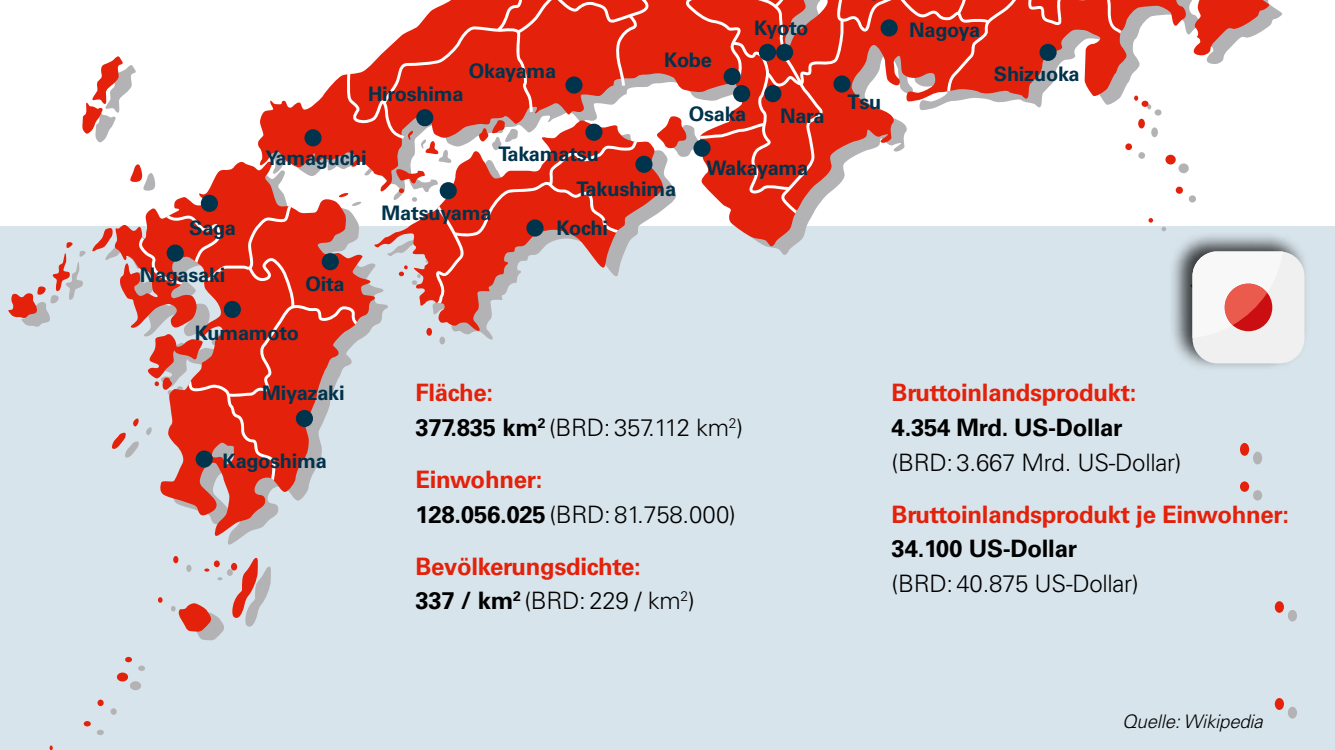 Kyoto
Nagoya
Kobe
Okayama
Shizuoka
Hiroshima
Osaka
Nara
Tsu
Yamaguchi
Takamatsu
Wakayama
Takushima
Matsuyama
Saga
Kochi
Nagasaki
Oita
Kumamoto
Miyazaki
Kagoshima
Fläche:
377.835 km² (BRD: 357.112 km²)
Einwohner:
128.056.025 (BRD: 81.758.000)
Bevölkerungsdichte:
337 / km² (BRD: 229 / km²)
Bruttoinlandsprodukt:
4.354 Mrd. US-Dollar
(BRD: 3.667 Mrd. US-Dollar)
Bruttoinlandsprodukt je Einwohner:
34.100 US-Dollar
(BRD: 40.875 US-Dollar)
Quelle: Wikipedia